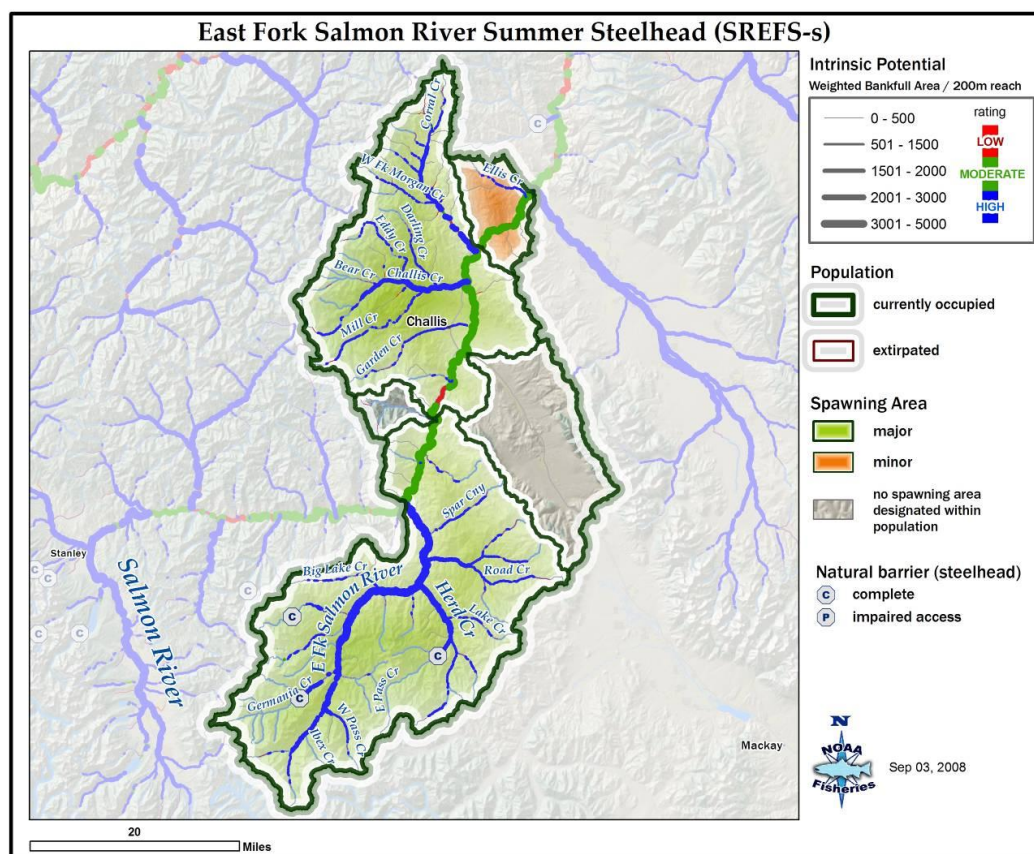 East Fork Salmon River Summer Steelhead (SREFS-s)
Intrinsic Potential
Weighted Bankfull Area / 200m reach
rating
0 - 500
501 - 1500
1501 - 2000
2001 - 3000
3001 - 5000
LOW
MODERATE
HIGH
Population
currently occupied
extirpated
Spawning Area
major
minor
no spawning area
designated within
population
Natural barrier (steelhead)
C complete
P impaired access
N
NOAA
Fisheries
Sep 03, 2008
Corral Cr
C
W Fk Morgan Cr
Ellis Cr
Darling Cr
Eddy Cr
Bear Cr
Challis Cr
Mill Cr
Challis
Garden Cr
Spar Cny
Stanley
Big Lake Cr
Road Cr
C
C
Salmon River
E Fk Salmon River
Herd Cr
Lake Cr
C
C
C
C
Germania Cr
C
E Pass Cr
W Pass Cr
Ibex Cr
Mackay
20
Miles